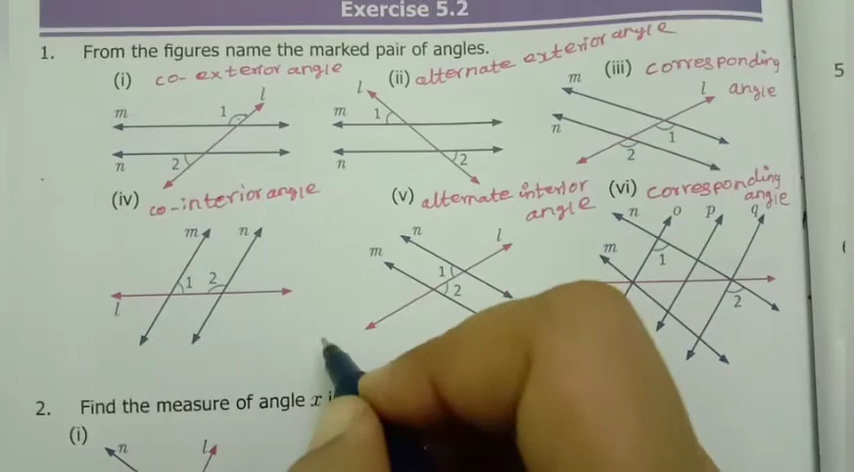 Exercise 5.2
1. From the figures name the marked pair of angles.
(i) co-exterior angle
(ii) alternate exterior angle
(iii) corresponding angle
l
m
1
n
2
l
m
1
n
2
m
l
n
1
2
(iv) co-interior angle
(v) alternate interior angle
(vi) corresponding angle
m n
1 2
l
n
l
m
1
2
n o p q
m
1
2
2. Find the measure of angle x i
(i)
n l
5